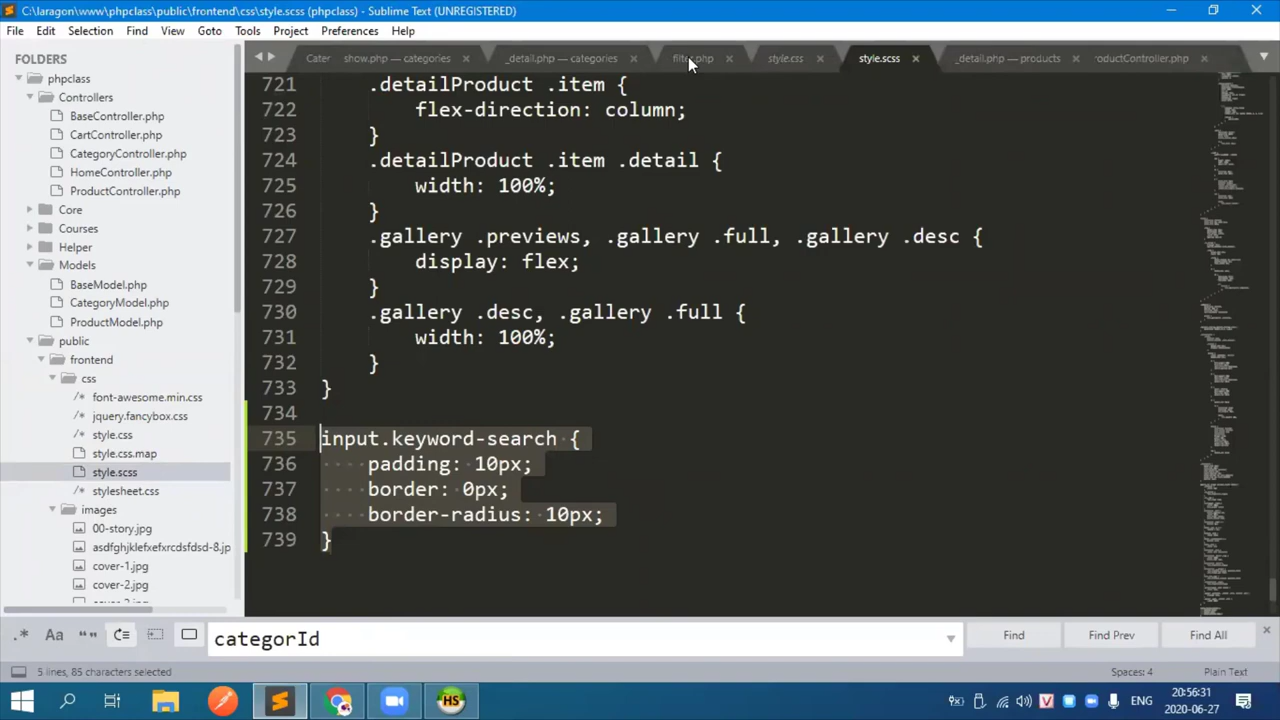 C:\laragon\www\phpclass\public\frontend\css\style.scss (phpclass) - Sublime Text (UNREGISTERED)
File Edit Selection Find View Goto Tools Project Preferences Help
FOLDERS
phpclass
Controllers
BaseController.php
CartController.php
CategoryController.php
HomeController.php
ProductController.php
Core
Courses
Helper
Models
BaseModel.php
CategoryModel.php
ProductModel.php
public
frontend
css
font-awesome.min.css
jquery.fancybox.css
style.css
style.css.map
style.scss
stylesheet.css
images
00-story.jpg
asdfghjklefxefxrcdsfdsd-8.jp
cover-1.jpg
cover-2.jpg
Cater show.php — categories _detail.php — categories filter.php style.css style.scss _detail.php — products roductController.php
721 .detailProduct .item {
722 flex-direction: column;
723 }
724 .detailProduct .item .detail {
725 width: 100%;
726 }
727 .gallery .previews, .gallery .full, .gallery .desc {
728 display: flex;
729 }
730 .gallery .desc, .gallery .full {
731 width: 100%;
732 }
733 }
734
735 input.keyword-search {
736 padding: 10px;
737 border: 0px;
738 border-radius: 10px;
739 }
.* Aa “” categorId Find Find Prev Find All
5 lines, 85 characters selected Spaces: 4 Plain Text
HS V ENG 20:56:31
2020-06-27